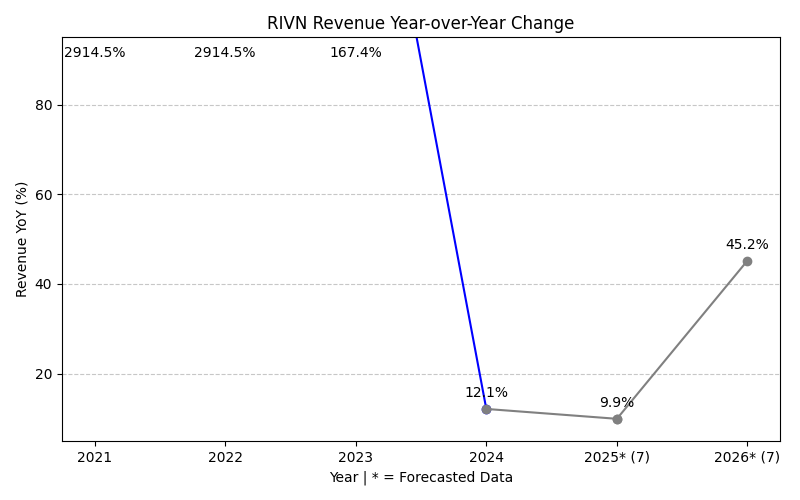 RIVN Revenue Year-over-Year Change
2914.5% 2914.5% 167.4%
80
60
45.2%
40
20
12.1%
9.9%
Revenue YoY (%)
2021 2022 2023 2024 2025* (7) 2026* (7)
Year | * = Forecasted Data